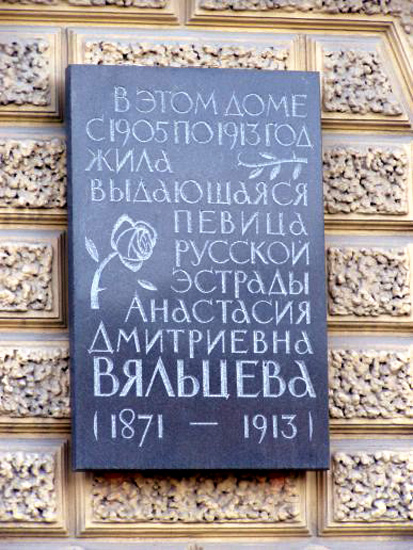 В ЭТОМ ДОМЕ
С 1905 ПО 1913 ГОД
ЖИЛА
ВЫДАЮЩАЯСЯ
ПЕВИЦА
РУССКОЙ
ЭСТРАДЫ
АНАСТАСИЯ
ДМИТРИЕВНА
ВЯЛЬЦЕВА
(1871 — 1913)